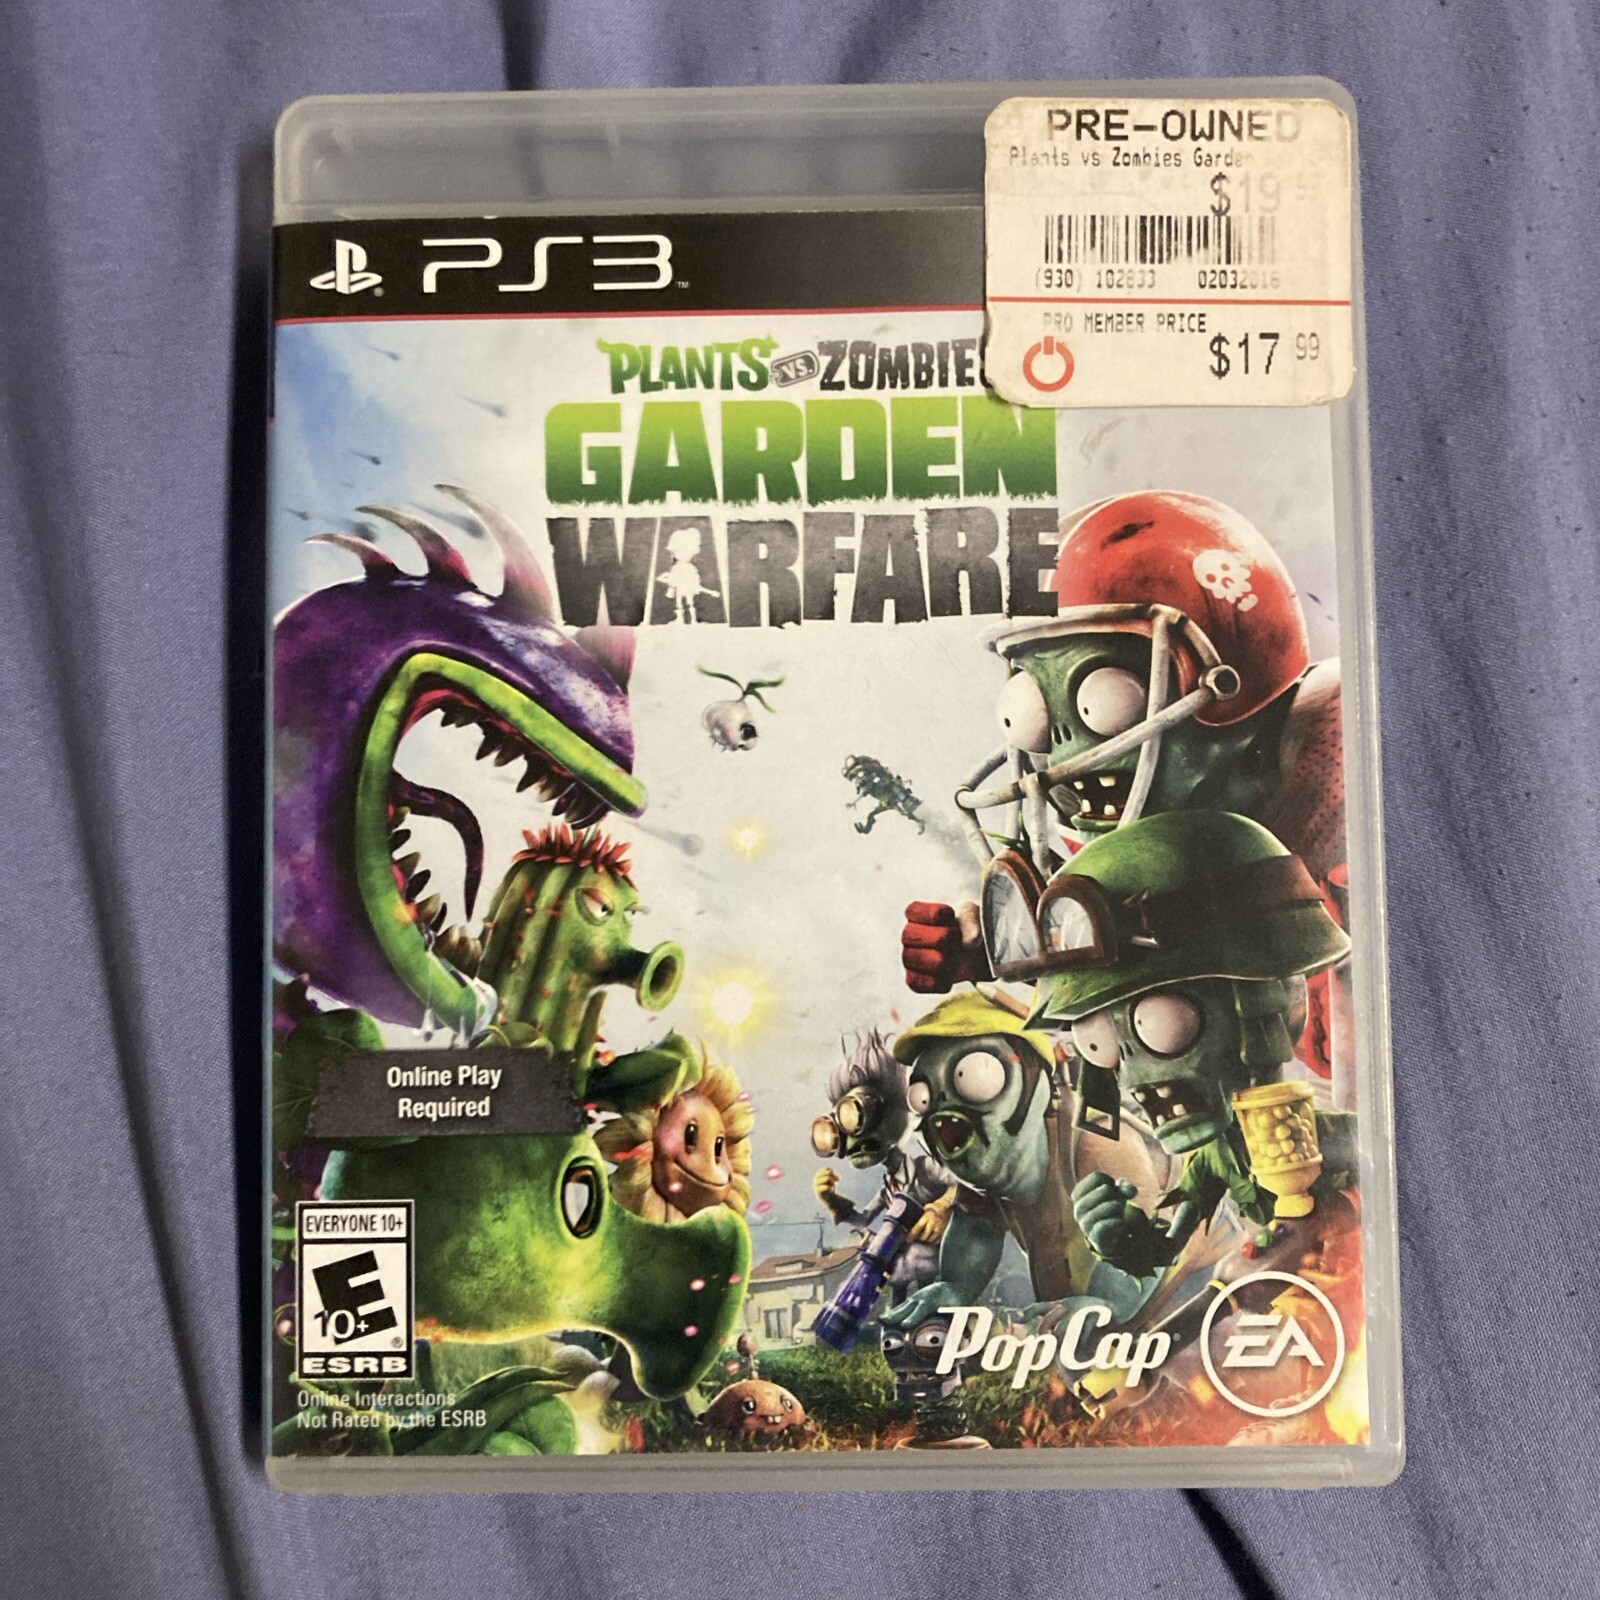 PRE-OWNED
Plants vs Zombies Garden
$19 99
(930) 102833 02032016
PRO MEMBER PRICE
$17 99
PS3
PLANTS VS. ZOMBIES
GARDEN
WARFARE
Online Play
Required
EVERYONE 10+
E
10+
ESRB
Online Interactions
Not Rated by the ESRB
PopCap
EA